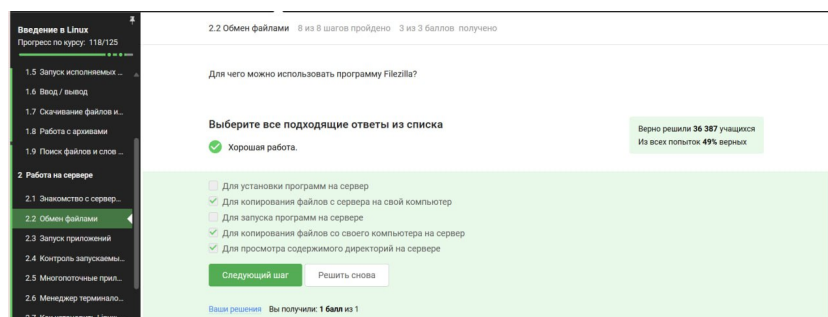 Введение в Linux
Прогресс по курсу: 118/125
1.5 Запуск исполняемых ...
1.6 Ввод / вывод
1.7 Скачивание файлов и...
1.8 Работа с архивами
1.9 Поиск файлов и слов ...
2 Работа на сервере
2.1 Знакомство с сервер...
2.2 Обмен файлами
2.3 Запуск приложений
2.4 Контроль запускаемы...
2.5 Многопоточные прил...
2.6 Менеджер терминало...
2.2 Обмен файлами 8 из 8 шагов пройдено 3 из 3 баллов получено
Для чего можно использовать программу Filezilla?
Выберите все подходящие ответы из списка
Хорошая работа.
Верно решили 36 387 учащихся
Из всех попыток 49% верных
Для установки программ на сервер
Для копирования файлов с сервера на свой компьютер
Для запуска программ на сервере
Для копирования файлов со своего компьютера на сервер
Для просмотра содержимого директорий на сервере
Следующий шаг Решить снова
Ваши решения Вы получили: 1 балл из 1